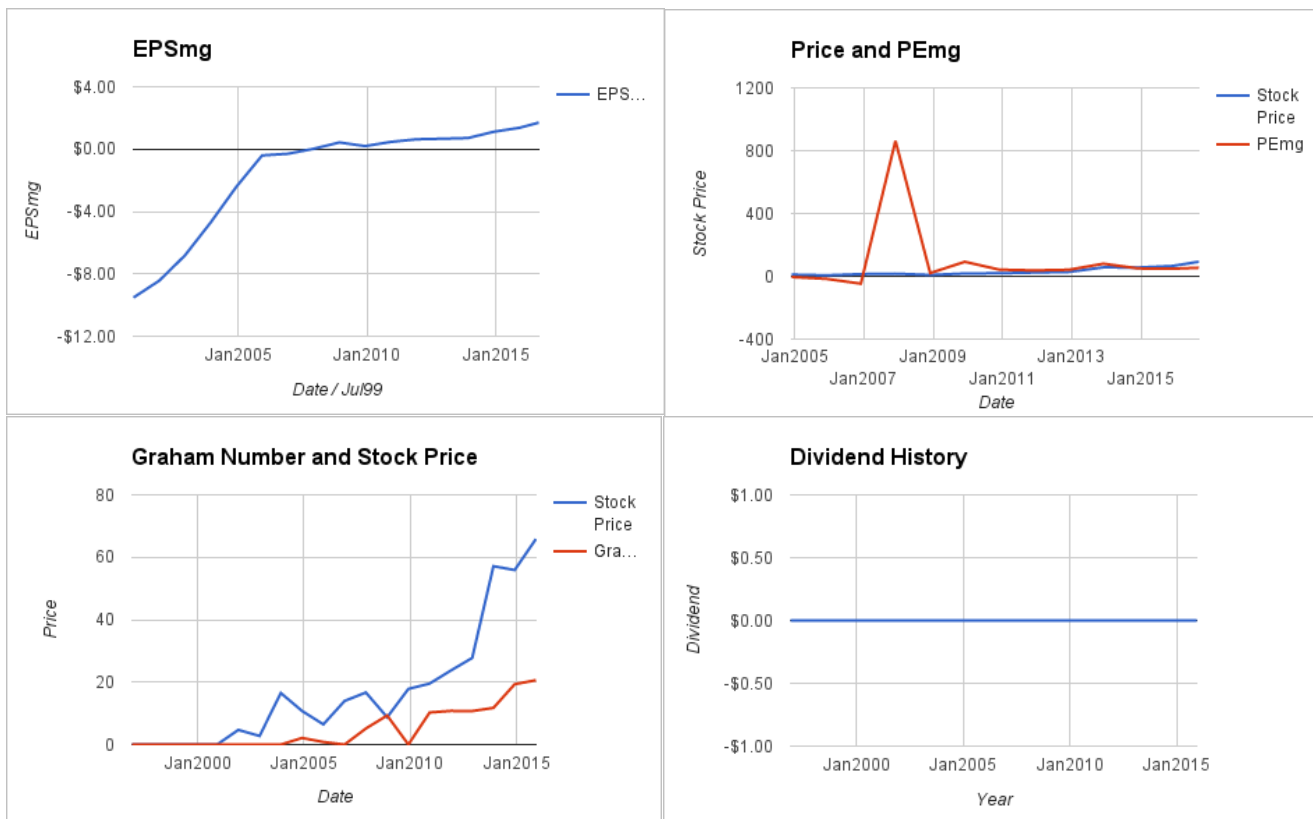 EPSmg
$4.00
$0.00
-$4.00
-$8.00
-$12.00
EPSmg
EPS...
Jan2005
Jan2010
Jan2015
Date / Jul99
Price and PEmg
1200
800
400
0
-400
Stock Price
Stock
Price
PEmg
Jan2005
Jan2007
Jan2009
Jan2011
Jan2013
Jan2015
Date
Graham Number and Stock Price
80
60
40
20
0
Price
Stock
Price
Gra...
Jan2000
Jan2005
Jan2010
Jan2015
Date
Dividend History
$1.00
$0.50
$0.00
-$0.50
-$1.00
Dividend
Jan2000
Jan2005
Jan2010
Jan2015
Year